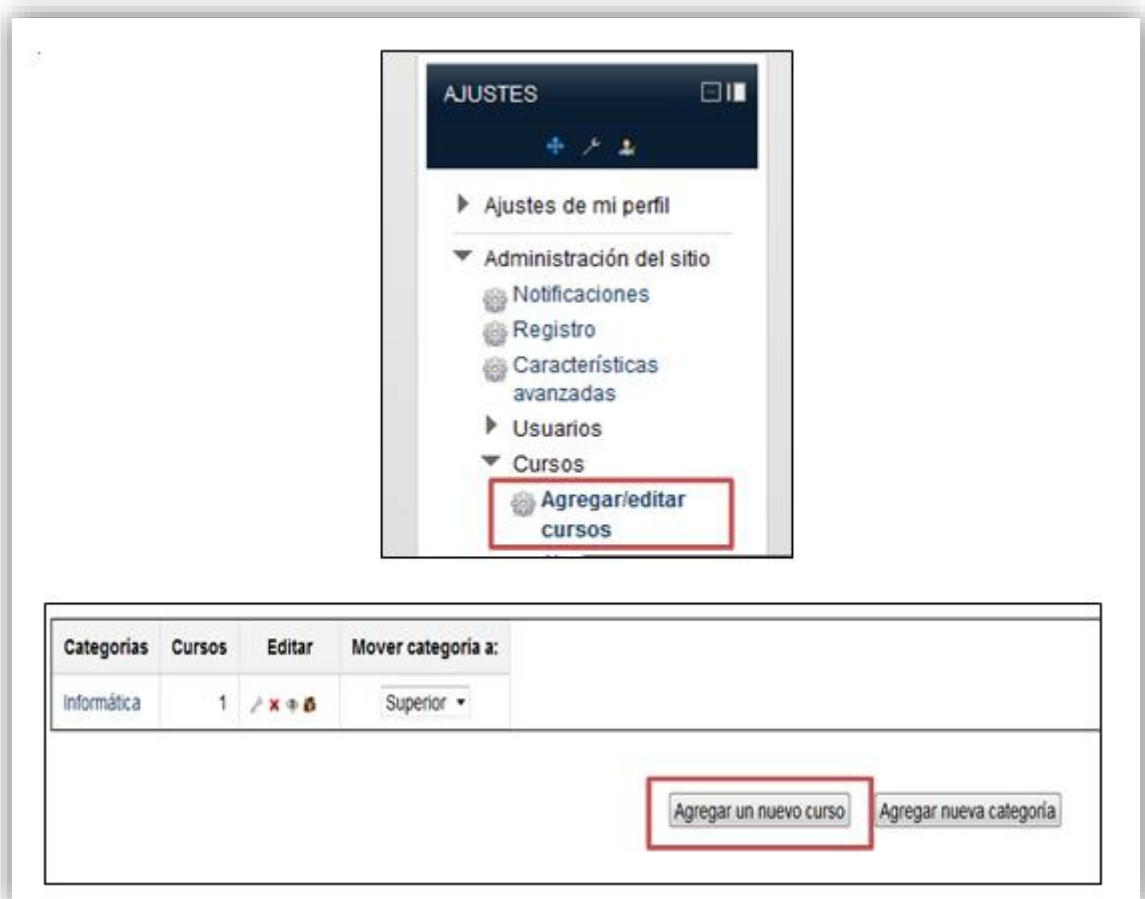 AJUSTES
Ajustes de mi perfil
Administración del sitio
Notificaciones
Registro
Características
avanzadas
Usuarios
Cursos
Agregar/editar
cursos
Categorías Cursos Editar Mover categoría a:
Informática 1 Superior
Agregar un nuevo curso Agregar nueva categoría